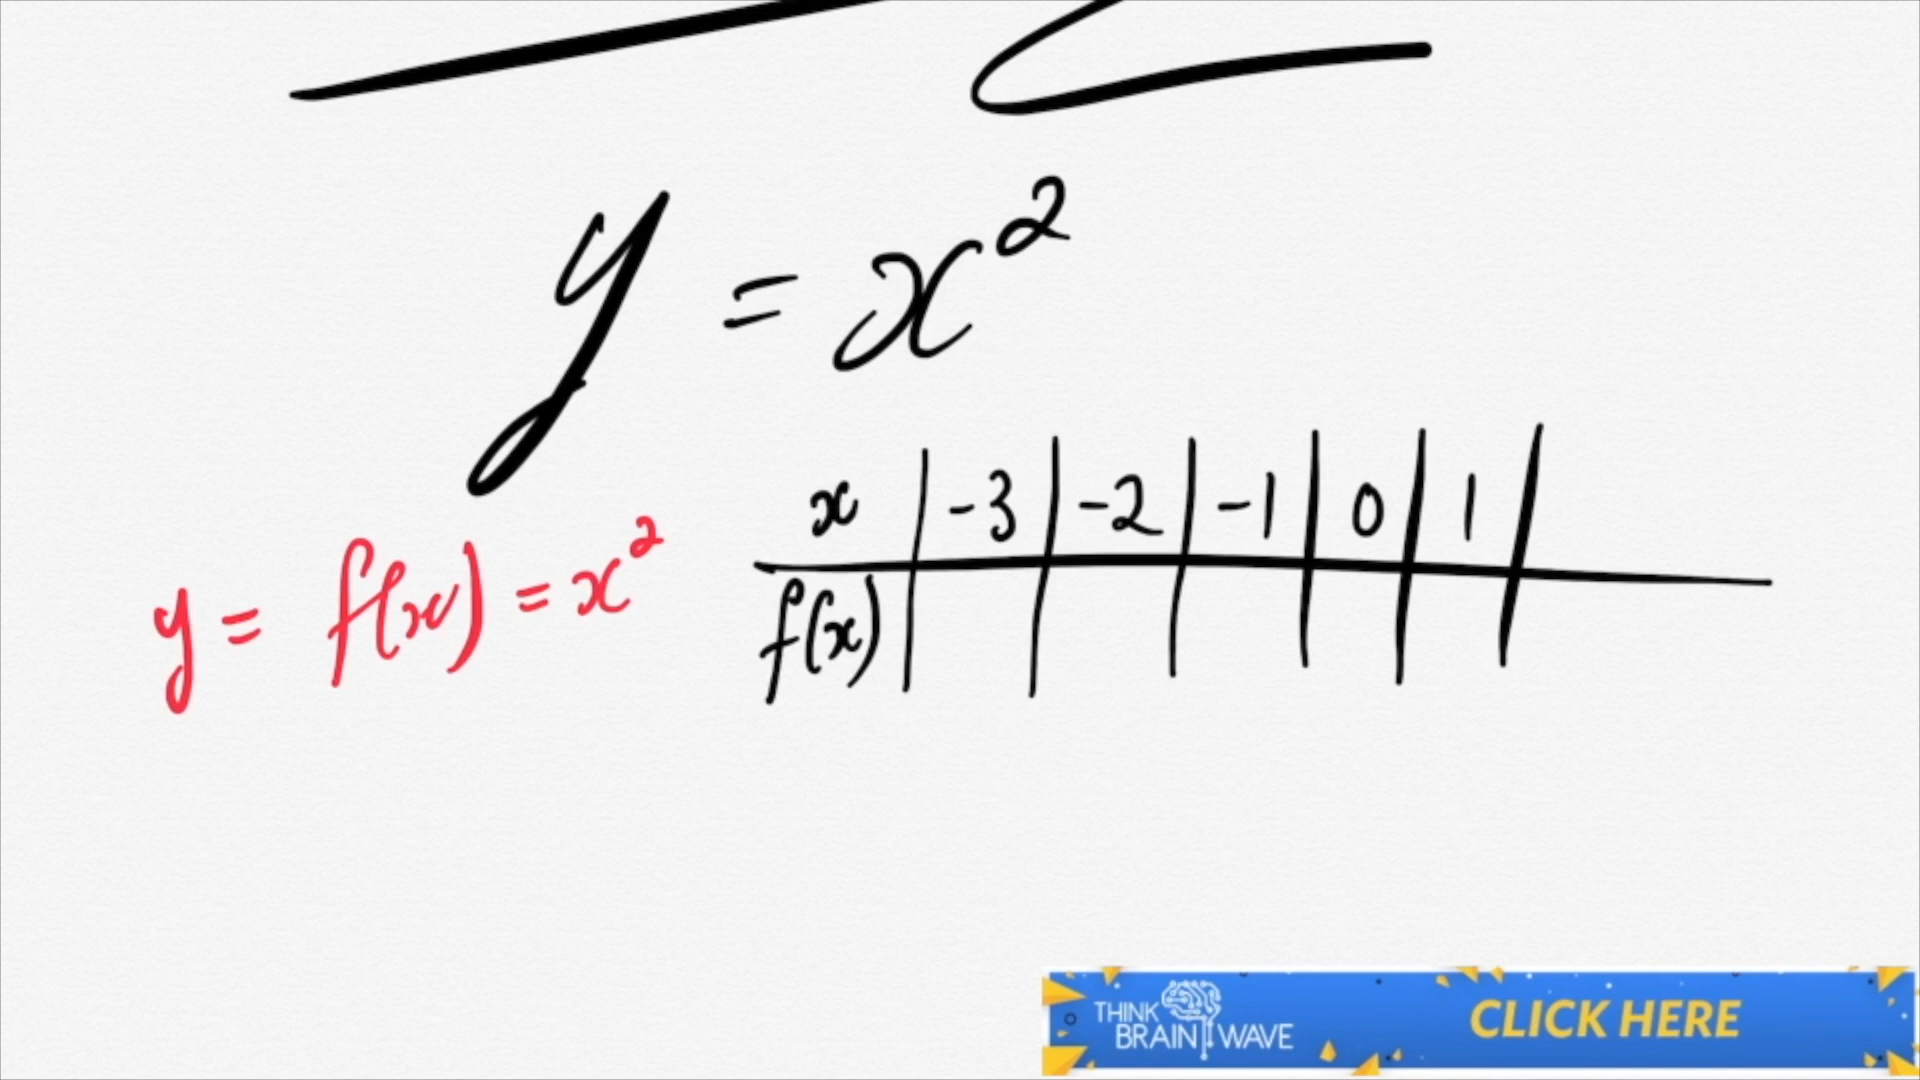 y = x²
y = f(x) = x²
x | -3 | -2 | -1 | 0 | 1 |
f(x)
THINK
BRAIN WAVE
CLICK HERE